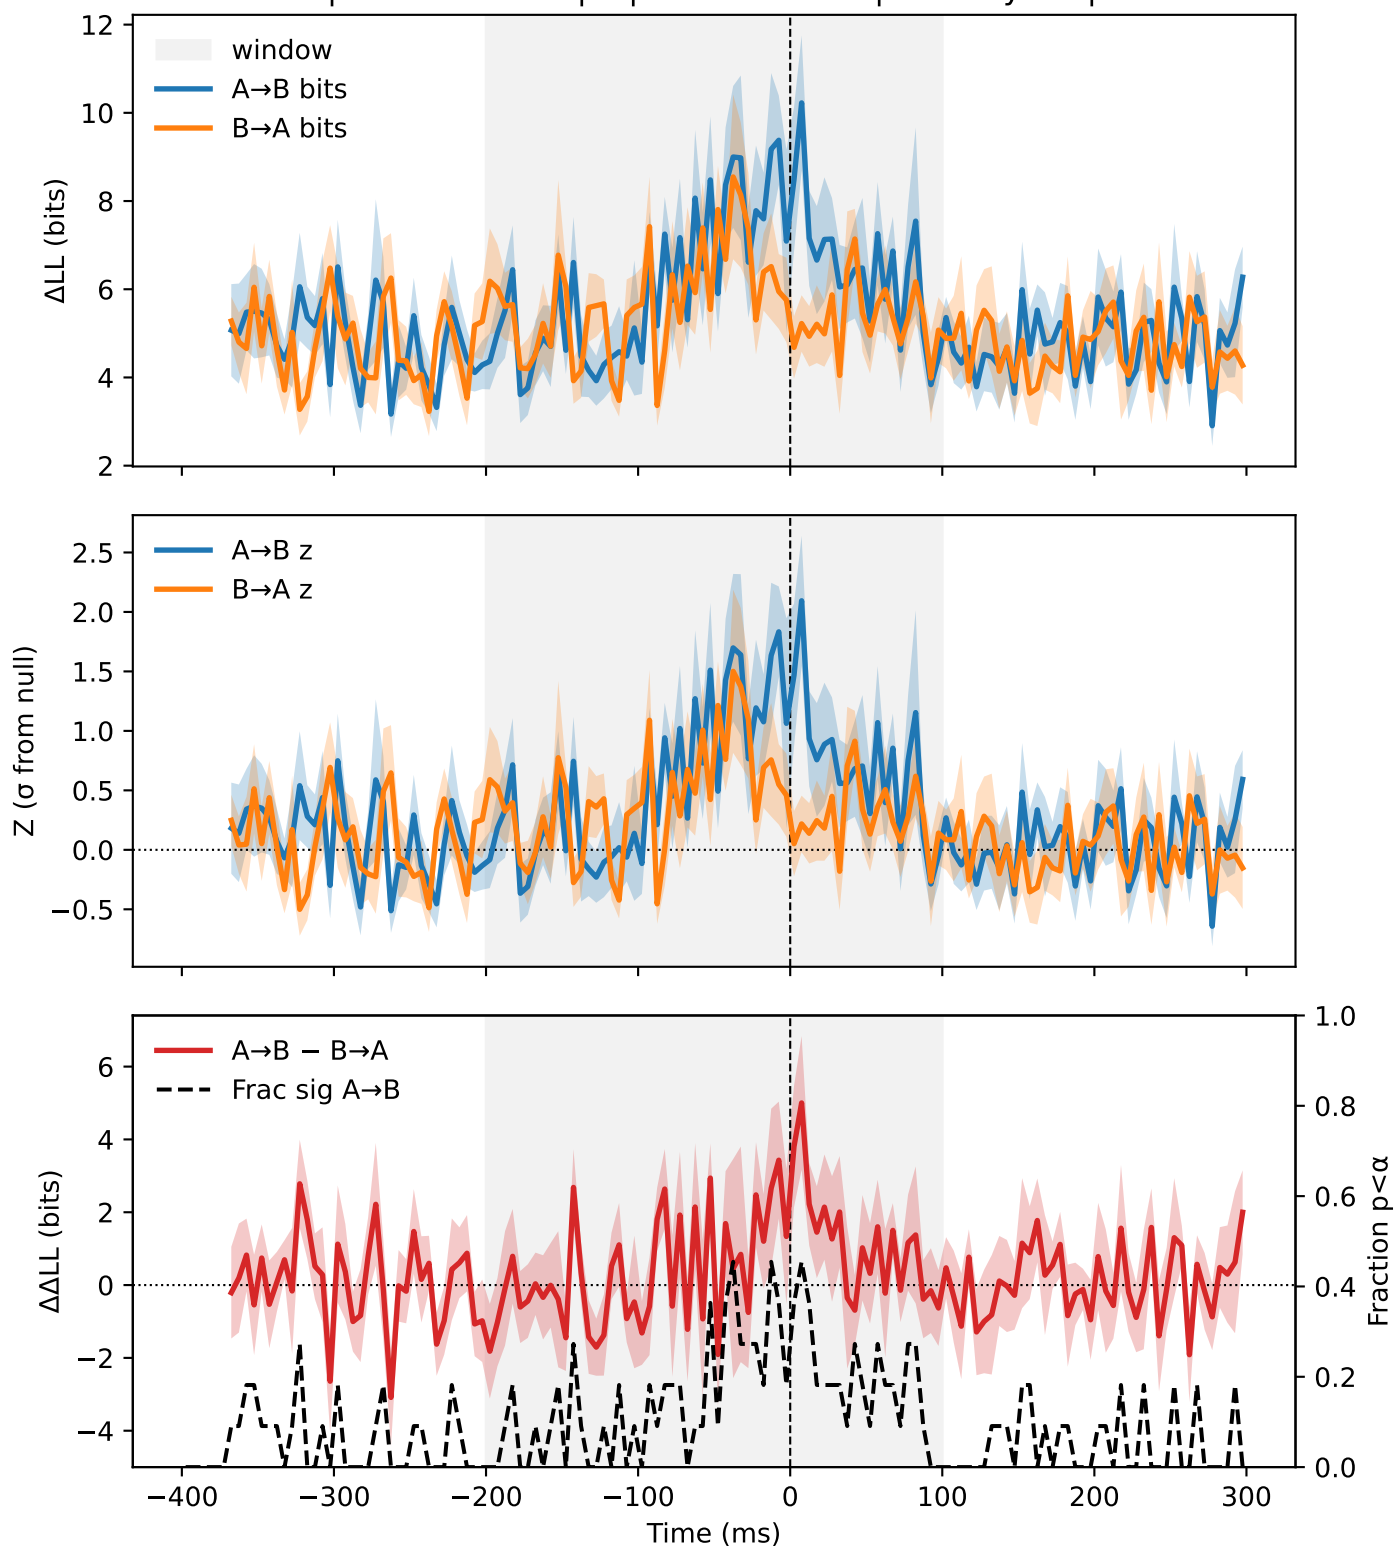 12
10
8
6
4
2
ΔLL (bits)
window
A→B bits
B→A bits
2.5
2.0
1.5
1.0
0.5
0.0
−0.5
Z (σ from null)
A→B z
B→A z
6
4
2
0
−2
−4
ΔΔLL (bits)
A→B − B→A
Frac sig A→B
1.0
0.8
0.6
0.4
0.2
0.0
Fraction p<α
−400 −300 −200 −100 0 100 200 300
Time (ms)